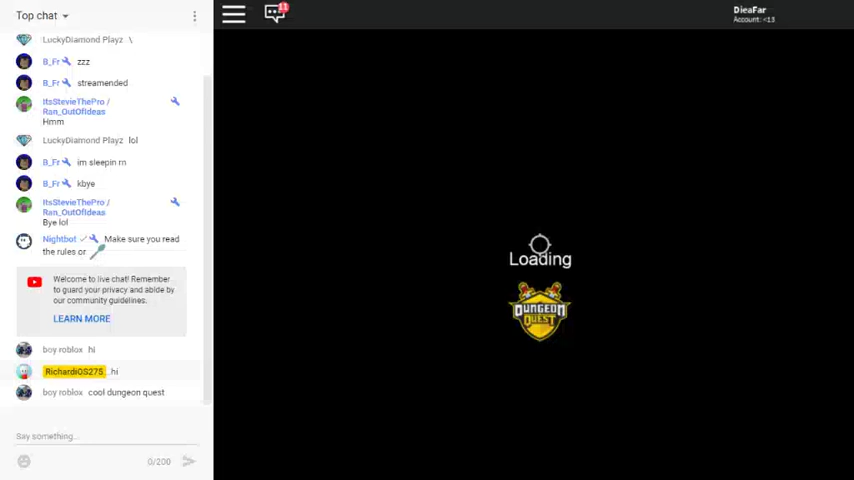 Top chat
LuckyDiamond Playz \
B_Fr zzz
B_Fr streamended
ItsStevieThePro /
Ran_OutOfIdeas
Hmm
LuckyDiamond Playz lol
B_Fr im sleepin rn
B_Fr kbye
ItsStevieThePro /
Ran_OutOfIdeas
Bye lol
Nightbot Make sure you read
the rules or
Welcome to live chat! Remember
to guard your privacy and abide by
our community guidelines.
LEARN MORE
boy roblox hi
RichardiOS275 hi
boy roblox cool dungeon quest
Say something...
0/200
11
DieaFar
Account: <13
Loading
DUNGEON
QUEST